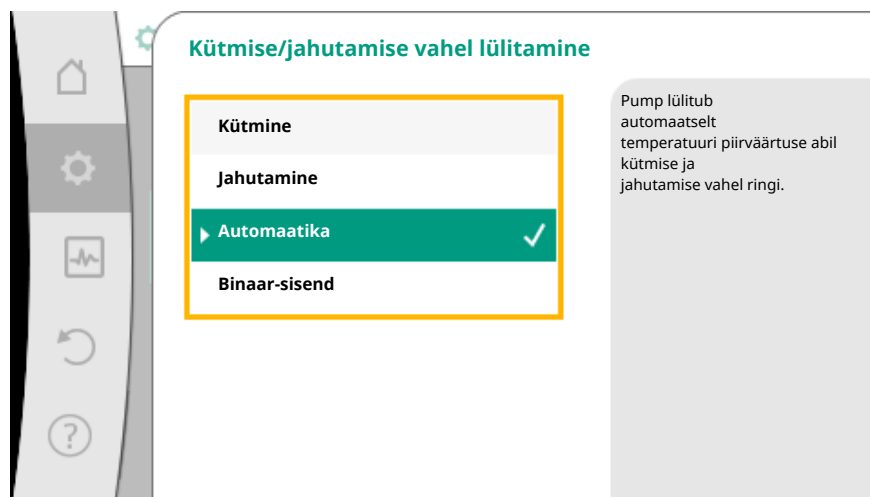 Kütmise/jahutamise vahel lülitamine
Kütmine
Jahutamine
Automaatika
Binaar-sisend
Pump lülitub
automaatselt
temperatuuri piirväärtuse abil
kütmise ja
jahutamise vahel ringi.
?